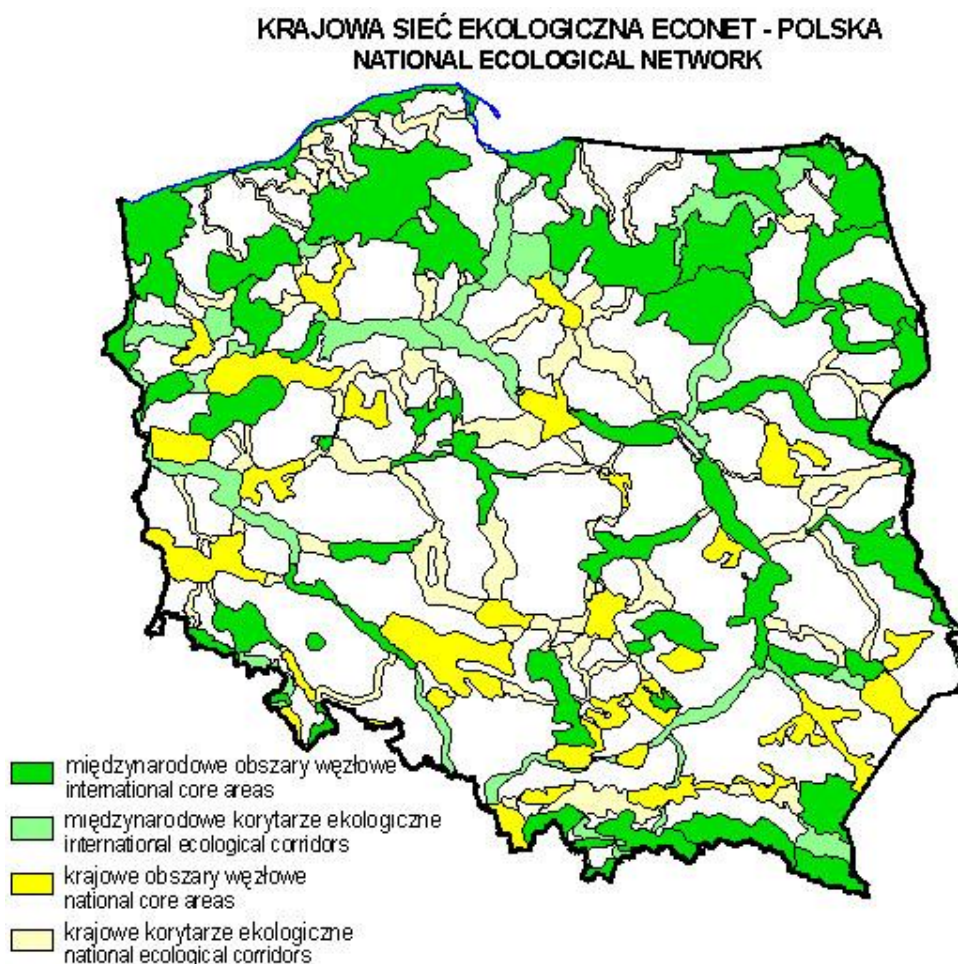 KRAJOWA SIEĆ EKOLOGICZNA ECONET - POLSKA
NATIONAL ECOLOGICAL NETWORK
międzynarodowe obszary węzłowe
international core areas
międzynarodowe korytarze ekologiczne
international ecological corridors
krajowe obszary węzłowe
national core areas
krajowe korytarze ekologiczne
national ecological corridors